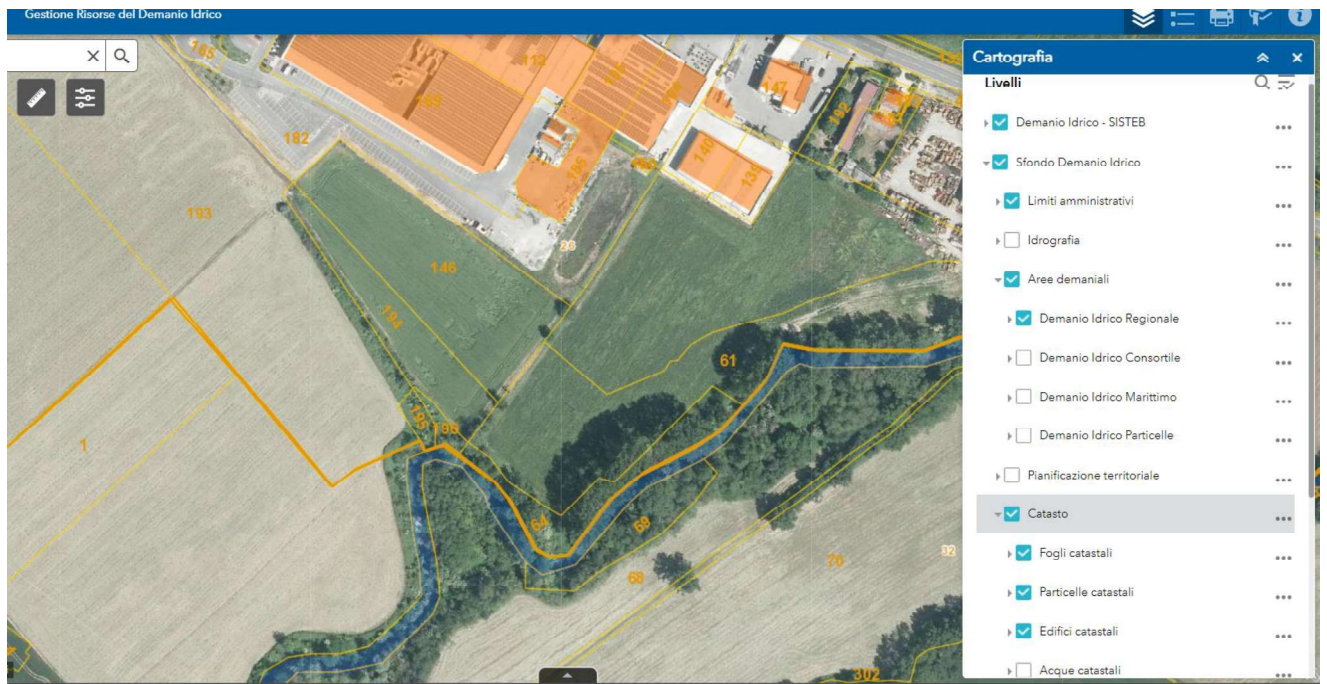 Gestione Risorse del Demanio Idrico
Cartografia
Livelli
Demanio Idrico - SISTEB
Sfondo Demanio Idrico
Limiti amministrativi
Idrografia
Aree demaniali
Demanio Idrico Regionale
Demanio Idrico Consortile
Demanio Idrico Marittimo
Demanio Idrico Particelle
Pianificazione territoriale
Catasto
Fogli catastali
Particelle catastali
Edifici catastali
Acque catastali
185
113
147
192
182
140
139
193
26
146
194
61
1
195
64
69
68
70
32
302